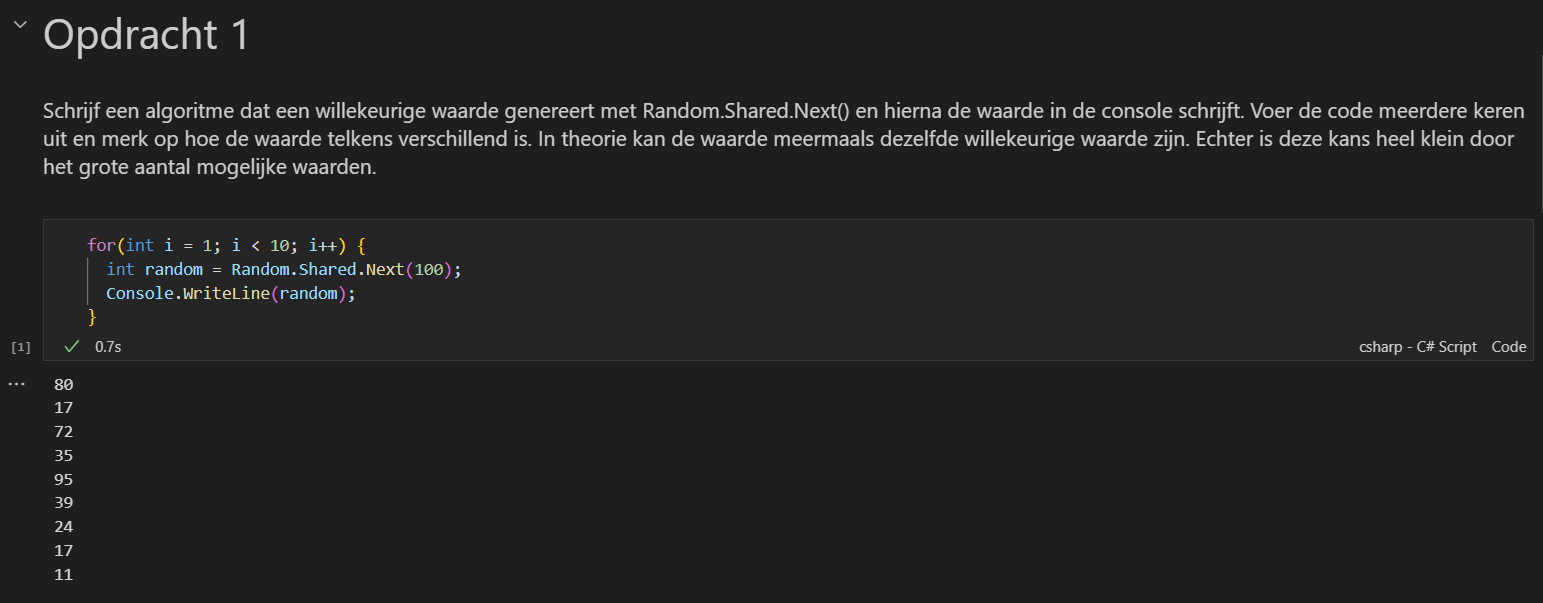 Opdracht 1
Schrijf een algoritme dat een willekeurige waarde genereert met Random.Shared.Next() en hierna de waarde in de console schrijft. Voer de code meerdere keren
uit en merk op hoe de waarde telkens verschillend is. In theorie kan de waarde meermaals dezelfde willekeurige waarde zijn. Echter is deze kans heel klein door
het grote aantal mogelijke waarden.
for(int i = 1; i < 10; i++) {
  int random = Random.Shared.Next(100);
  Console.WriteLine(random);
}
[1] ✓ 0.7s csharp - C# Script Code
... 80
17
72
35
95
39
24
17
11